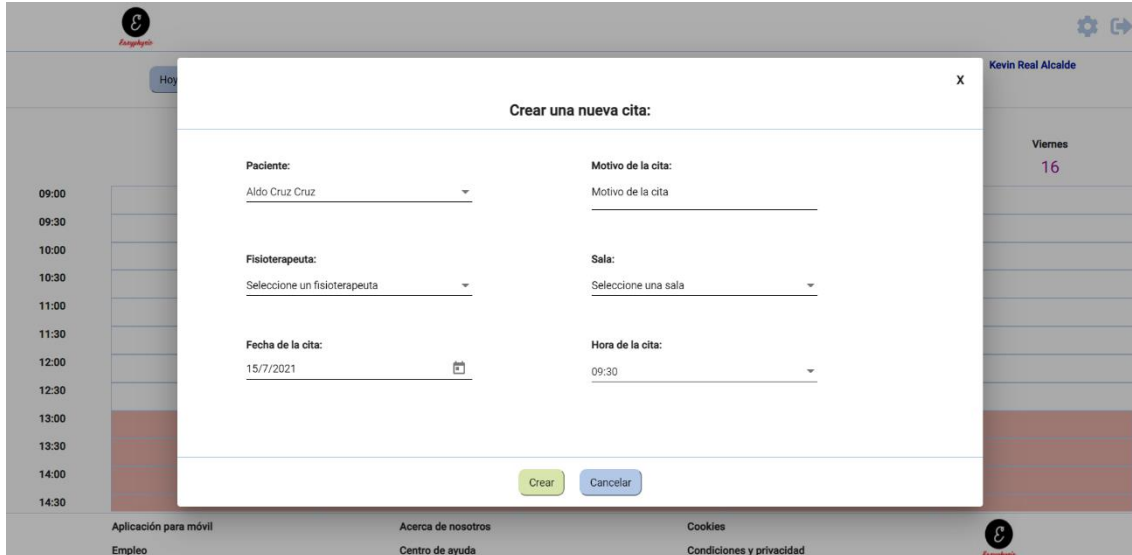 Ɛ
Easyphysio
Hoy
Kevin Real Alcalde
X
Crear una nueva cita:
Viernes
16
Paciente:
Motivo de la cita:
Aldo Cruz Cruz
Motivo de la cita
Fisioterapeuta:
Sala:
Seleccione un fisioterapeuta
Seleccione una sala
Fecha de la cita:
Hora de la cita:
15/7/2021
09:30
09:00
09:30
10:00
10:30
11:00
11:30
12:00
12:30
13:00
13:30
14:00
14:30
Crear
Cancelar
Aplicación para móvil
Acerca de nosotros
Cookies
Ɛ
Empleo
Centro de ayuda
Condiciones y privacidad